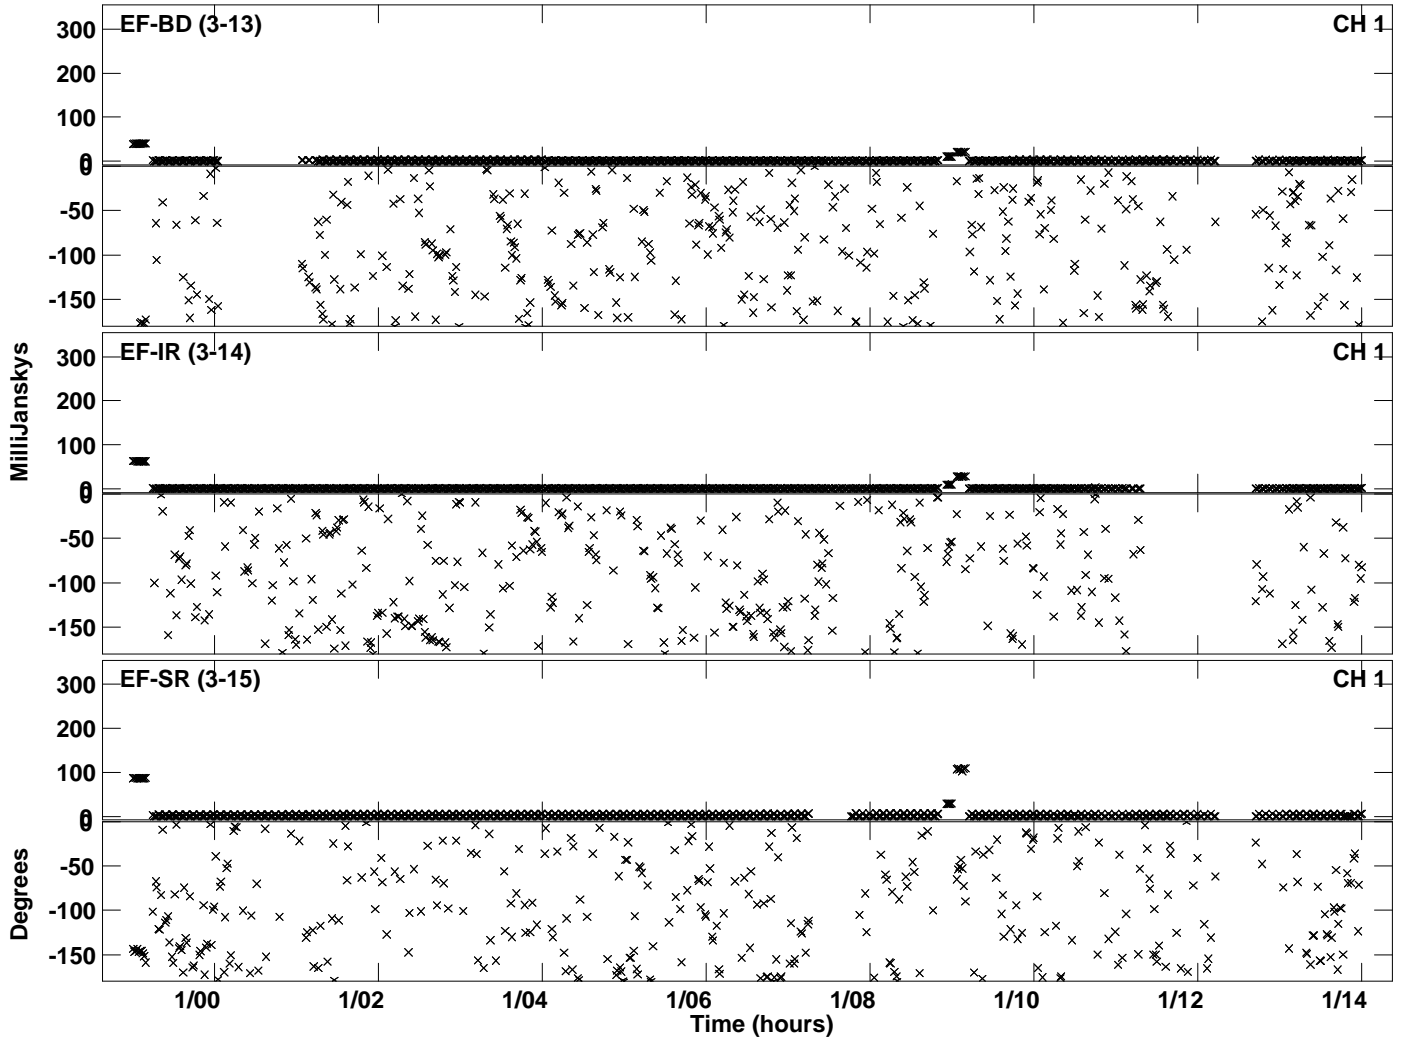 300
200
100
0
0
-50
-100
-150
EF-BD (3-13)
CH 1
300
200
100
0
0
-50
-100
-150
EF-IR (3-14)
CH 1
300
200
100
0
0
-50
-100
-150
EF-SR (3-15)
CH 1
MilliJanskys
Degrees
1/00 1/02 1/04 1/06 1/08 1/10 1/12 1/14
Time (hours)